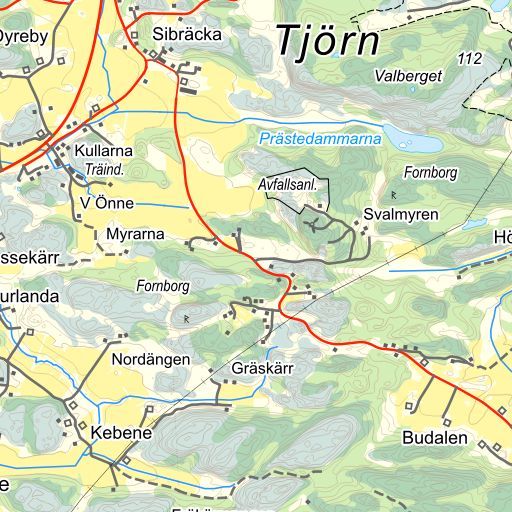 Dyreby
Sibräcka
Tjörn
112
Valberget
Prästedammarna
Kullarna
Träind.
Fornborg
Avfallsanl.
V Önne
Svalmyren
Myrarna
Hö
ssekärr
Fornborg
urlanda
Nordängen
Gräskärr
Kebene
Budalen
e